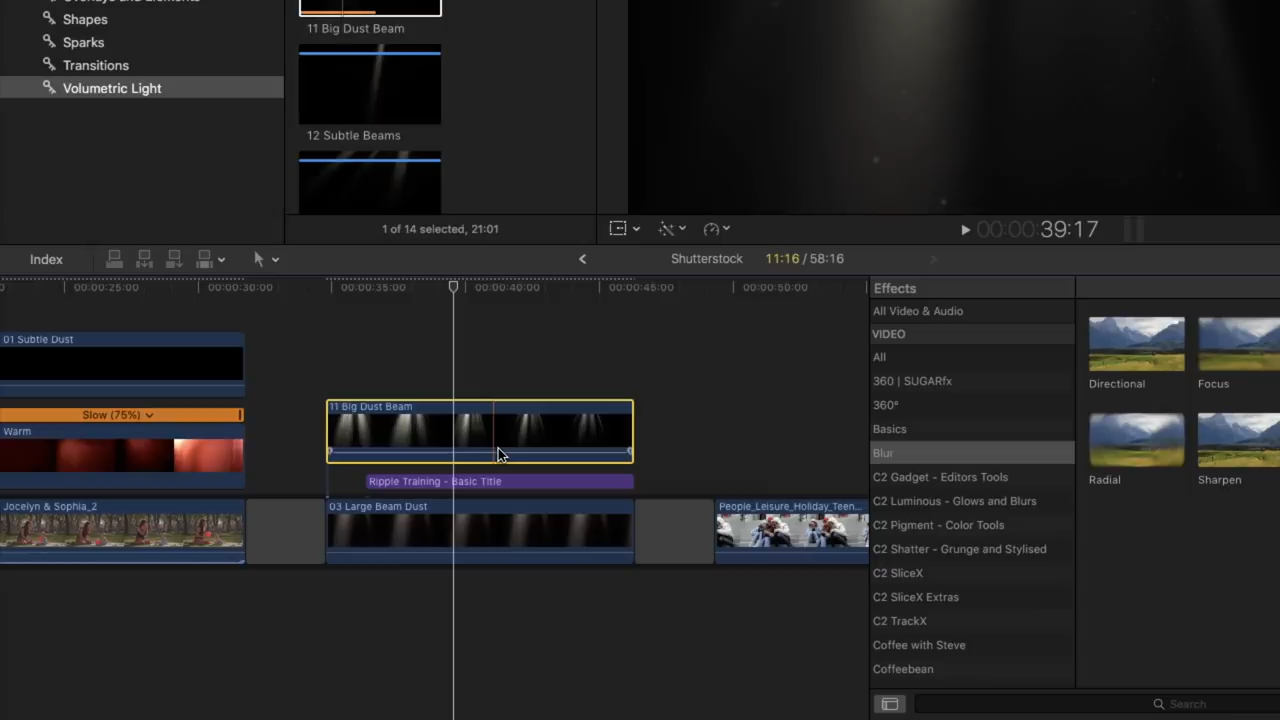 Shapes
Sparks
Transitions
Volumetric Light
11 Big Dust Beam
12 Subtle Beams
1 of 14 selected, 21:01
00:00:00:39:17
Index
Shutterstock
11:16 / 58:16
00:00:25:00
00:00:30:00
00:00:35:00
00:00:40:00
00:00:45:00
00:00:50:00
01 Subtle Dust
Slow (75%)
Warm
Jocelyn & Sophia_2
11 Big Dust Beam
Ripple Training - Basic Title
03 Large Beam Dust
People_Leisure_Holiday_Teen...
Effects
All Video & Audio
VIDEO
All
360 | SUGARfx
360°
Basics
Blur
C2 Gadget - Editors Tools
C2 Luminous - Glows and Blurs
C2 Pigment - Color Tools
C2 Shatter - Grunge and Stylised
C2 SliceX
C2 SliceX Extras
C2 TrackX
Coffee with Steve
Coffeebean
Directional
Focus
Radial
Sharpen
Search